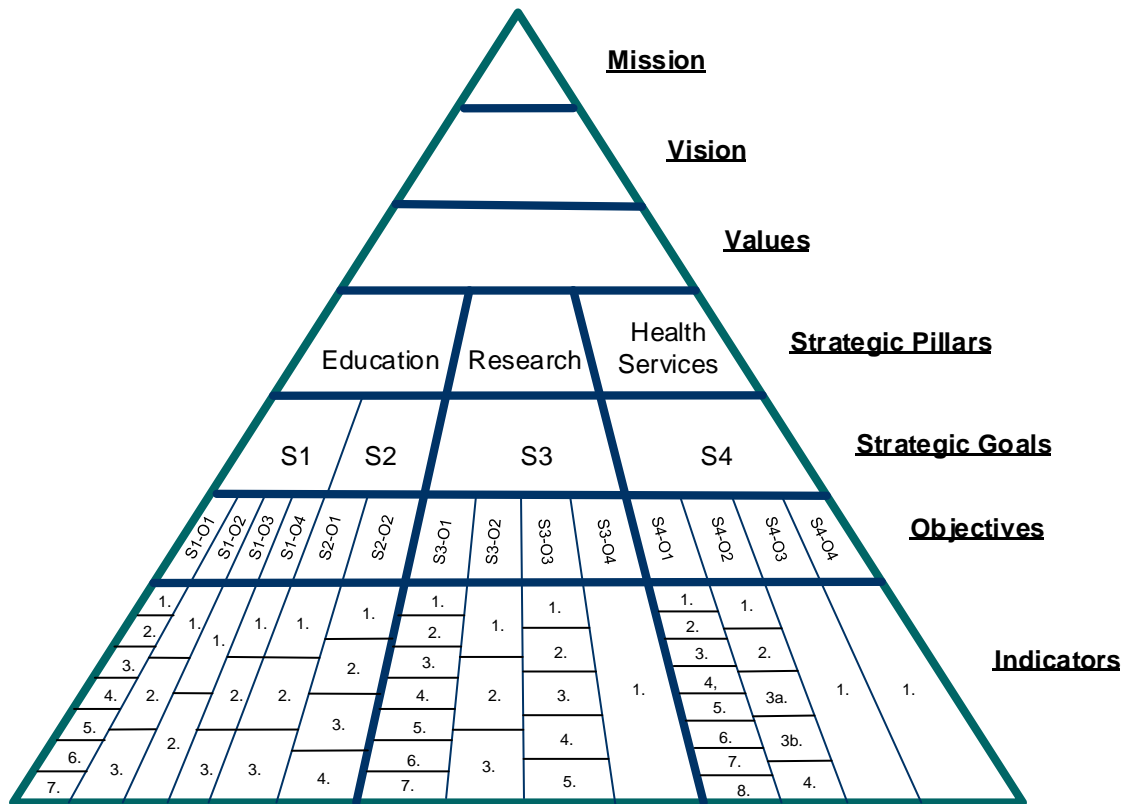 Mission
Vision
Values
Strategic Pillars
Education
Research
Health
Services
Strategic Goals
S1
S2
S3
S4
Objectives
S1-O1
S1-O2
S1-O3
S1-O4
S2-O1
S2-O2
S3-O1
S3-O2
S3-O3
S3-O4
S4-O1
S4-O2
S4-O3
S4-O4
Indicators
1.
2.
3.
4.
5.
6.
7.
1.
2.
3.
1.
2.
1.
2.
3.
1.
2.
3.
1.
2.
3.
4.
1.
2.
3.
4.
5.
6.
7.
1.
2.
3.
1.
2.
3.
4.
5.
1.
1.
2.
3.
4,
5.
6.
7.
8.
1.
2.
3a.
3b.
4.
1.
1.